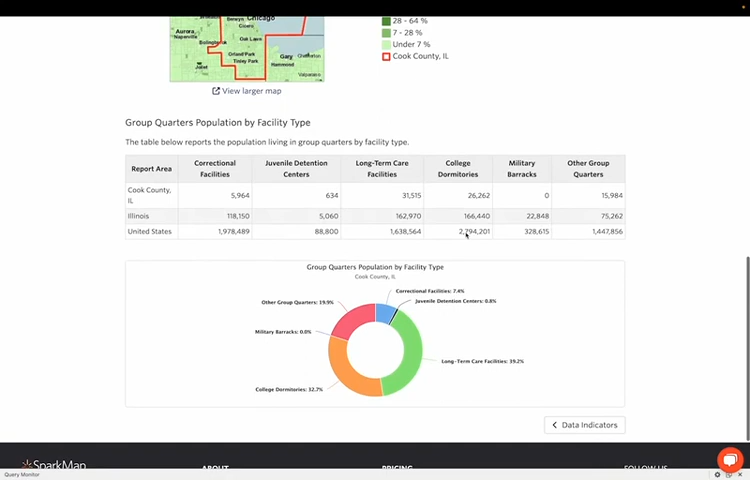 Chicago
Berwyn
Cicero
Aurora
Naperville
Bolingbrook
Oak Lawn
Orland Park
Tinley Park
Joliet
Gary
Hammond
Chesterton
Valparaiso
28 - 64 %
7 - 28 %
Under 7 %
Cook County, IL
View larger map
Group Quarters Population by Facility Type
The table below reports the population living in group quarters by facility type.
Report Area Correctional Facilities Juvenile Detention Centers Long-Term Care Facilities College Dormitories Military Barracks Other Group Quarters
Cook County, IL 5,964 634 31,515 26,262 0 15,984
Illinois 118,150 5,060 162,970 166,440 22,848 75,262
United States 1,978,489 88,800 1,638,564 2,794,201 328,615 1,447,856
Group Quarters Population by Facility Type
Cook County, IL
Correctional Facilities: 7.4%
Juvenile Detention Centers: 0.8%
Other Group Quarters: 19.9%
Military Barracks: 0.0%
Long-Term Care Facilities: 39.2%
College Dormitories: 32.7%
Data Indicators
SparkMap
ABOUT
PRICING
FOLLOW US
Query Monitor